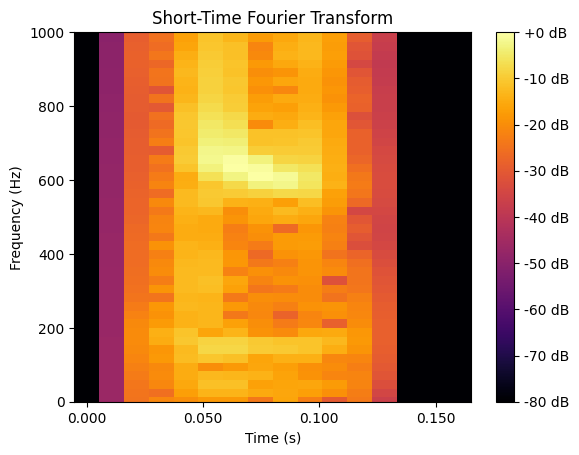 Short-Time Fourier Transform
1000
800
600
400
200
0
Frequency (Hz)
0.000
0.050
0.100
0.150
Time (s)
+0 dB
-10 dB
-20 dB
-30 dB
-40 dB
-50 dB
-60 dB
-70 dB
-80 dB